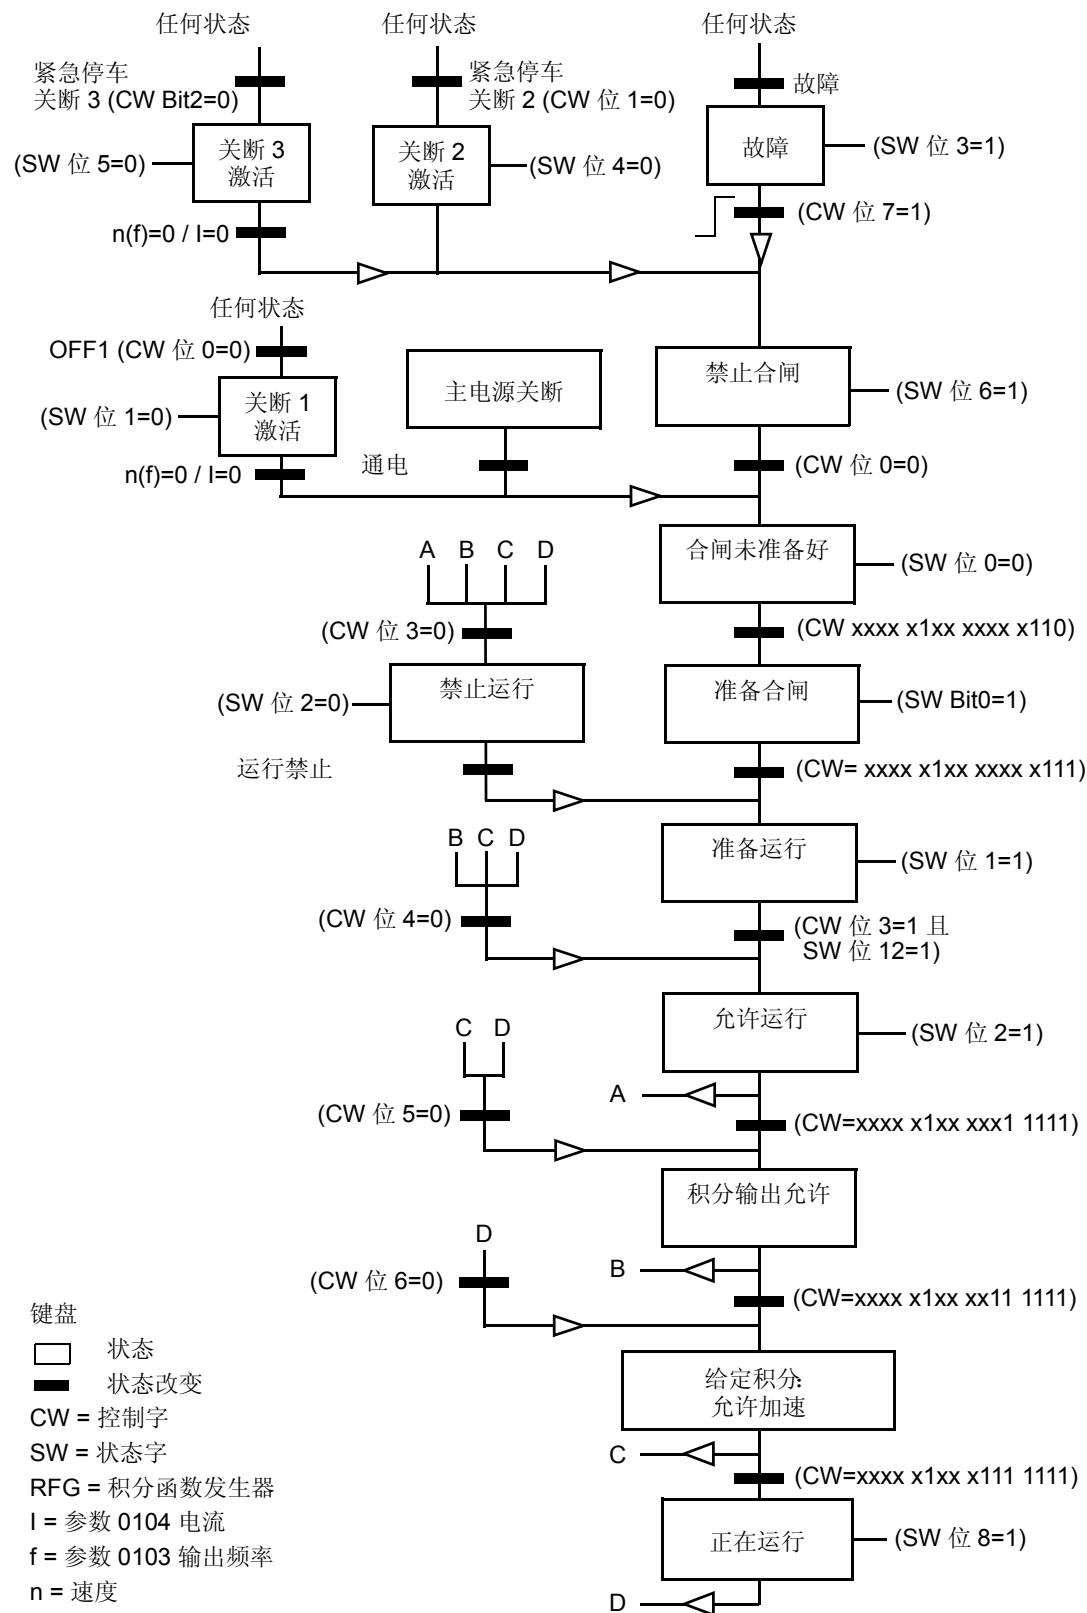 任何状态
任何状态
任何状态
紧急停车
关断 3 (CW Bit2=0)
紧急停车
关断 2 (CW 位 1=0)
故障
(SW 位 5=0)
关断 3
激活
关断 2
激活
(SW 位 4=0)
故障
(SW 位 3=1)
n(f)=0 / I=0
(CW 位 7=1)
任何状态
OFF1 (CW 位 0=0)
(SW 位 1=0)
关断 1
激活
主电源关断
禁止合闸
(SW 位 6=1)
n(f)=0 / I=0
通电
(CW 位 0=0)
A B C D
合闸未准备好
(SW 位 0=0)
(CW 位 3=0)
(CW xxxx x1xx xxxx x110)
(SW 位 2=0)
禁止运行
准备合闸
(SW Bit0=1)
运行禁止
(CW= xxxx x1xx xxxx x111)
B C D
准备运行
(SW 位 1=1)
(CW 位 4=0)
(CW 位 3=1 且
SW 位 12=1)
C D
允许运行
(SW 位 2=1)
A
(CW 位 5=0)
(CW=xxxx x1xx xxx1 1111)
积分输出允许
D
B
(CW 位 6=0)
(CW=xxxx x1xx xx11 1111)
给定积分:
允许加速
C
(CW=xxxx x1xx x111 1111)
正在运行
(SW 位 8=1)
D
键盘
状态
状态改变
CW = 控制字
SW = 状态字
RFG = 积分函数发生器
I = 参数 0104 电流
f = 参数 0103 输出频率
n = 速度